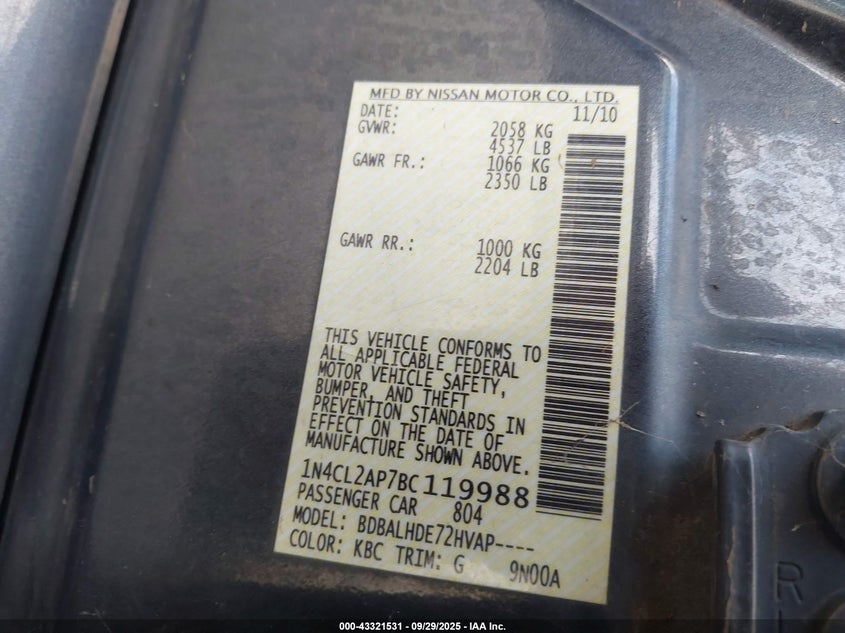 MFD BY NISSAN MOTOR CO., LTD.
DATE: 11/10
GVWR: 2058 KG
4537 LB
GAWR FR.: 1066 KG
2350 LB
GAWR RR.: 1000 KG
2204 LB
THIS VEHICLE CONFORMS TO
ALL APPLICABLE FEDERAL
MOTOR VEHICLE SAFETY,
BUMPER, AND THEFT
PREVENTION STANDARDS IN
EFFECT ON THE DATE OF
MANUFACTURE SHOWN ABOVE.
1N4CL2AP7BC119988
PASSENGER CAR 804
MODEL: BDBALHDE72HVAP----
COLOR: KBC TRIM: G 9N00A
R
000-43321531 - 09/29/2025 - IAA Inc.